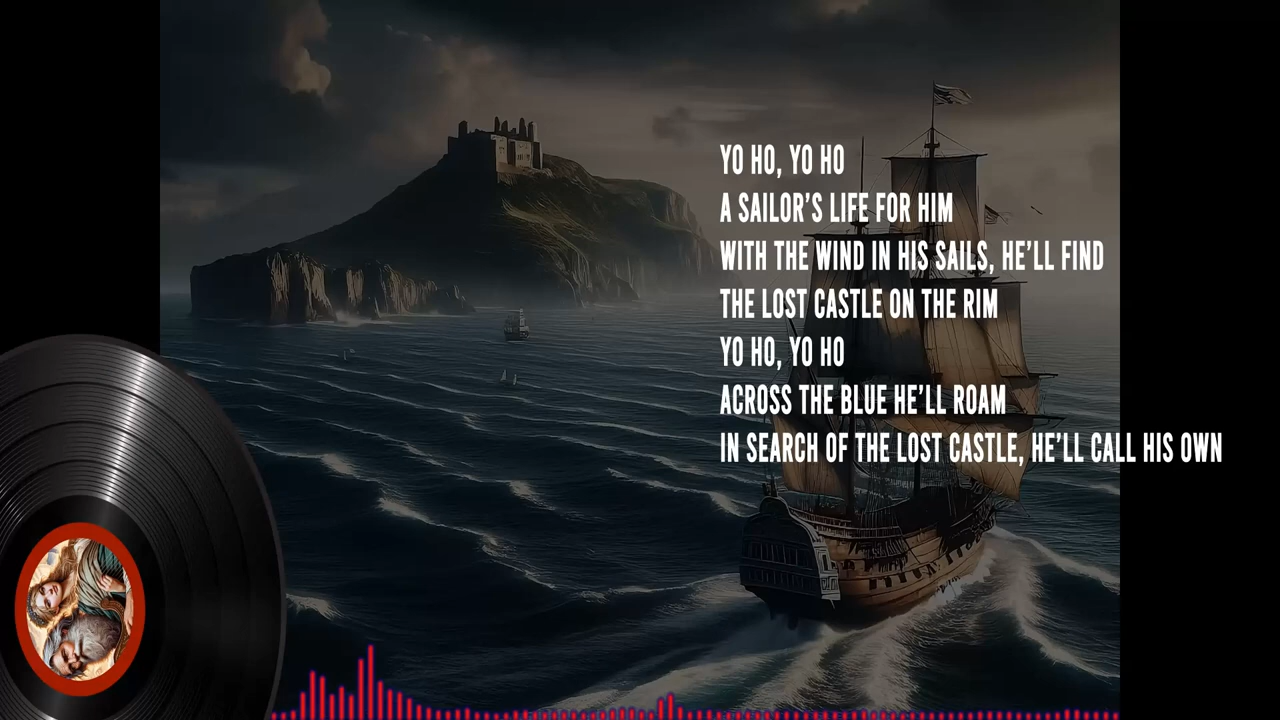 YO HO, YO HO
A SAILOR'S LIFE FOR HIM
WITH THE WIND IN HIS SAILS, HE'LL FIND
THE LOST CASTLE ON THE RIM
YO HO, YO HO
ACROSS THE BLUE HE'LL ROAM
IN SEARCH OF THE LOST CASTLE, HE'LL CALL HIS OWN